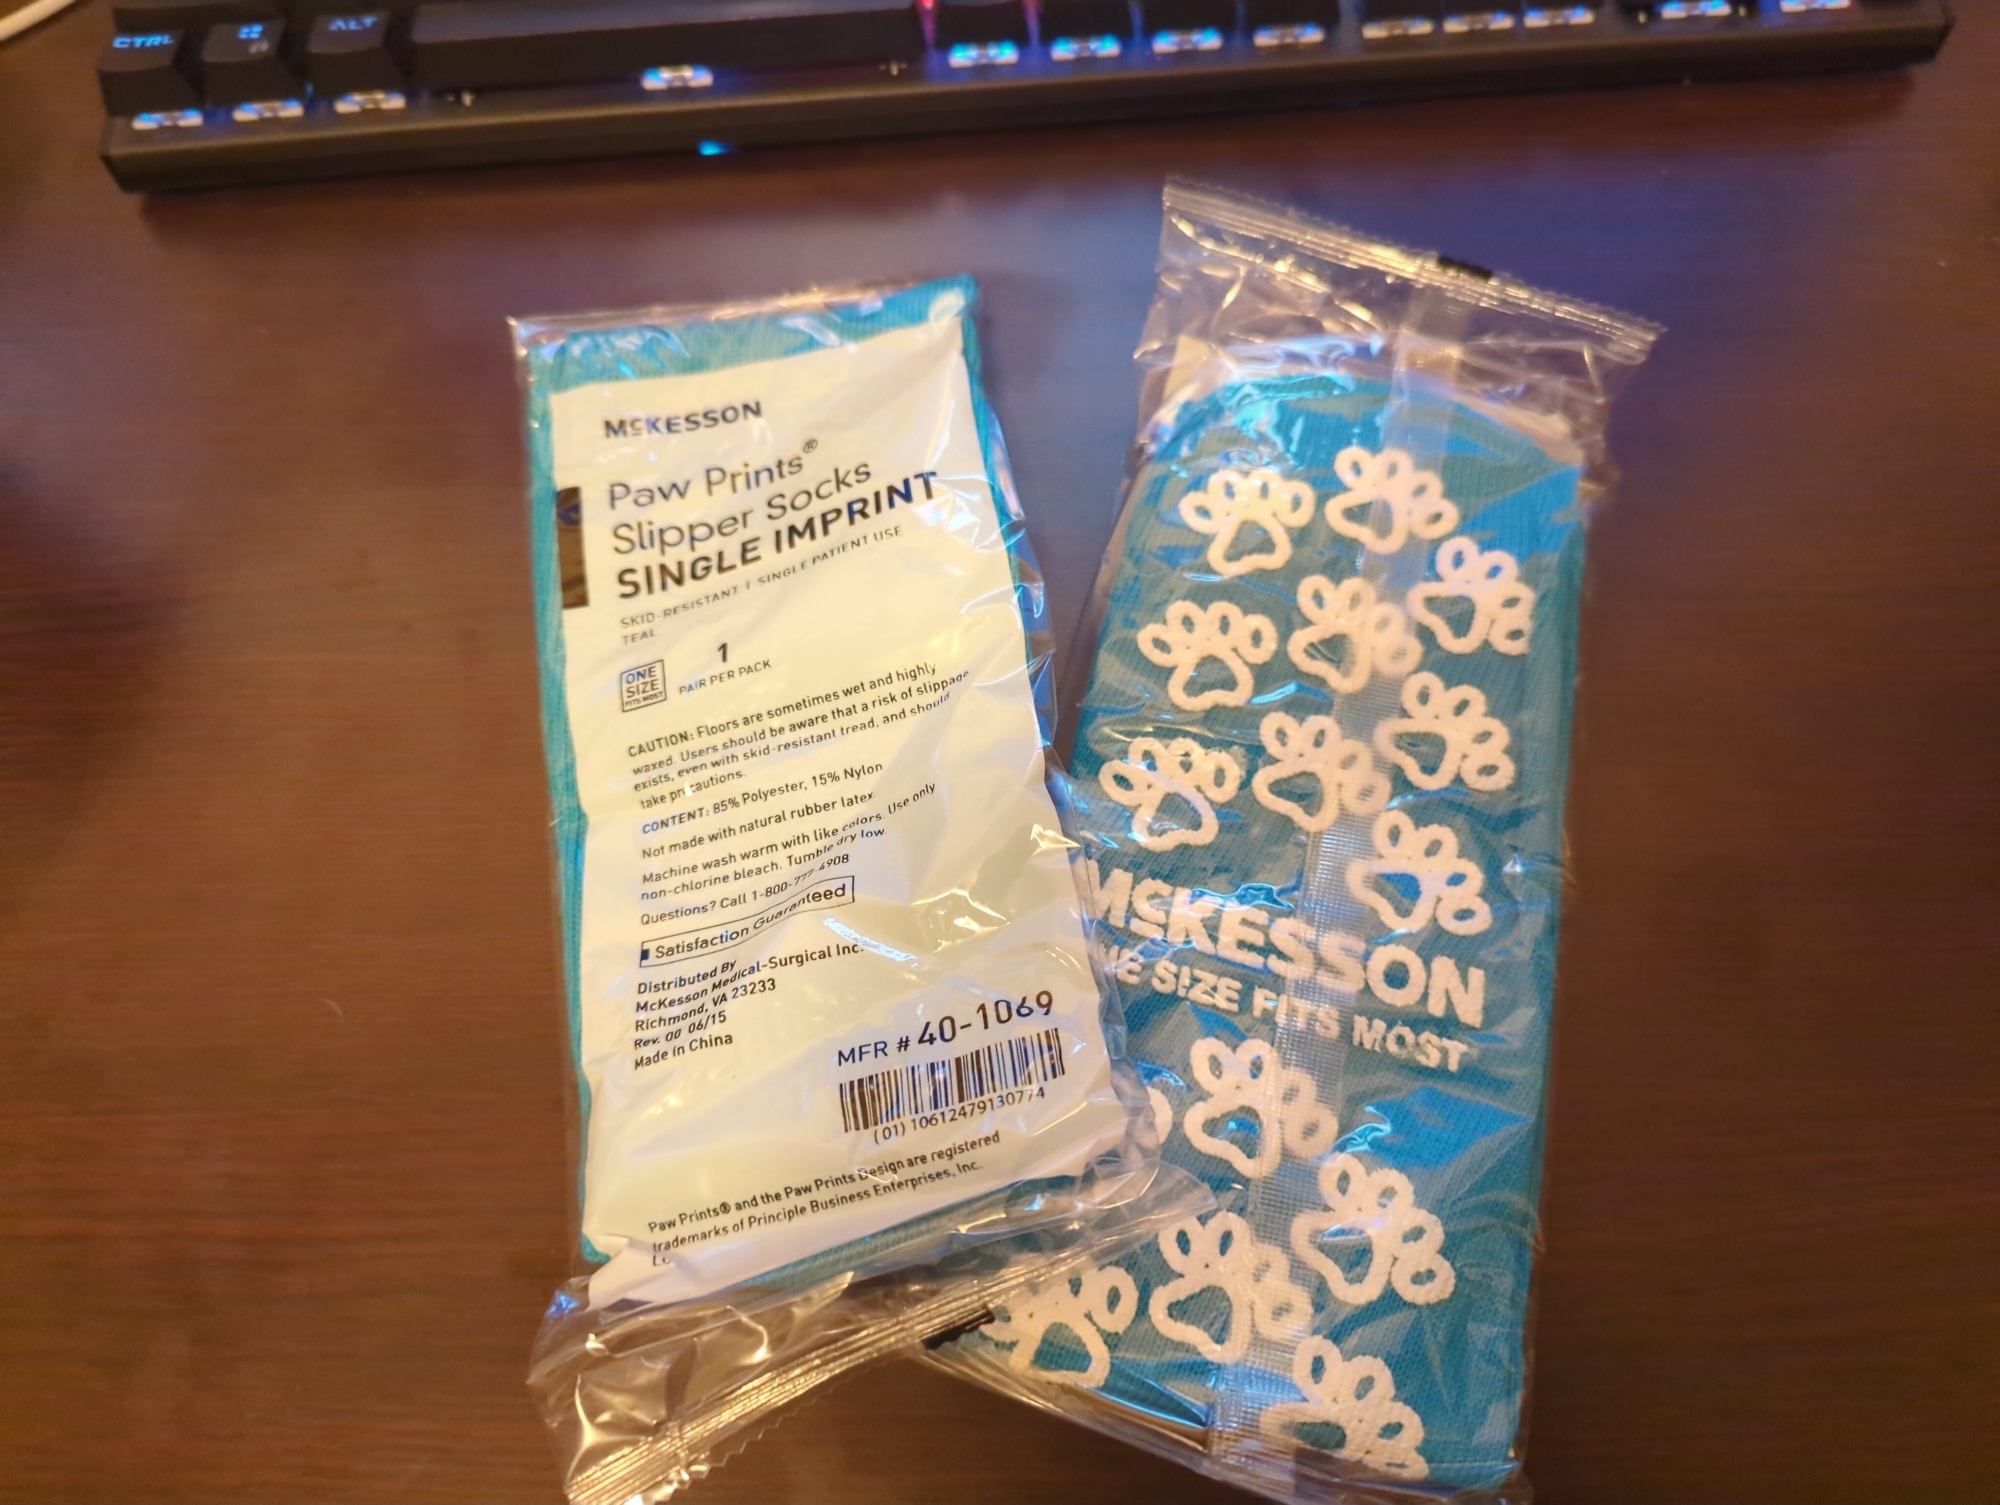 CTRL
ALT
McKESSON
Paw Prints®
Slipper Socks
SINGLE IMPRINT
SKID-RESISTANT | SINGLE PATIENT USE
TEAL
ONE
SIZE
FITS MOST
1
PAIR PER PACK
CAUTION: Floors are sometimes wet and highly
waxed. Users should be aware that a risk of slippage
exists, even with skid-resistant tread, and should
take precautions.
CONTENT: 85% Polyester, 15% Nylon
Not made with natural rubber latex
Machine wash warm with like colors. Use only
non-chlorine bleach. Tumble dry low
Questions? Call 1-800-777-4908
Satisfaction Guaranteed
Distributed By
McKesson Medical-Surgical Inc.
Richmond, VA 23233
Rev. 00 06/15
Made in China
MFR # 40-1069
(01) 10612479130774
Paw Prints® and the Paw Prints Design are registered
trademarks of Principle Business Enterprises, Inc.
McKESSON
NE SIZE FITS MOST